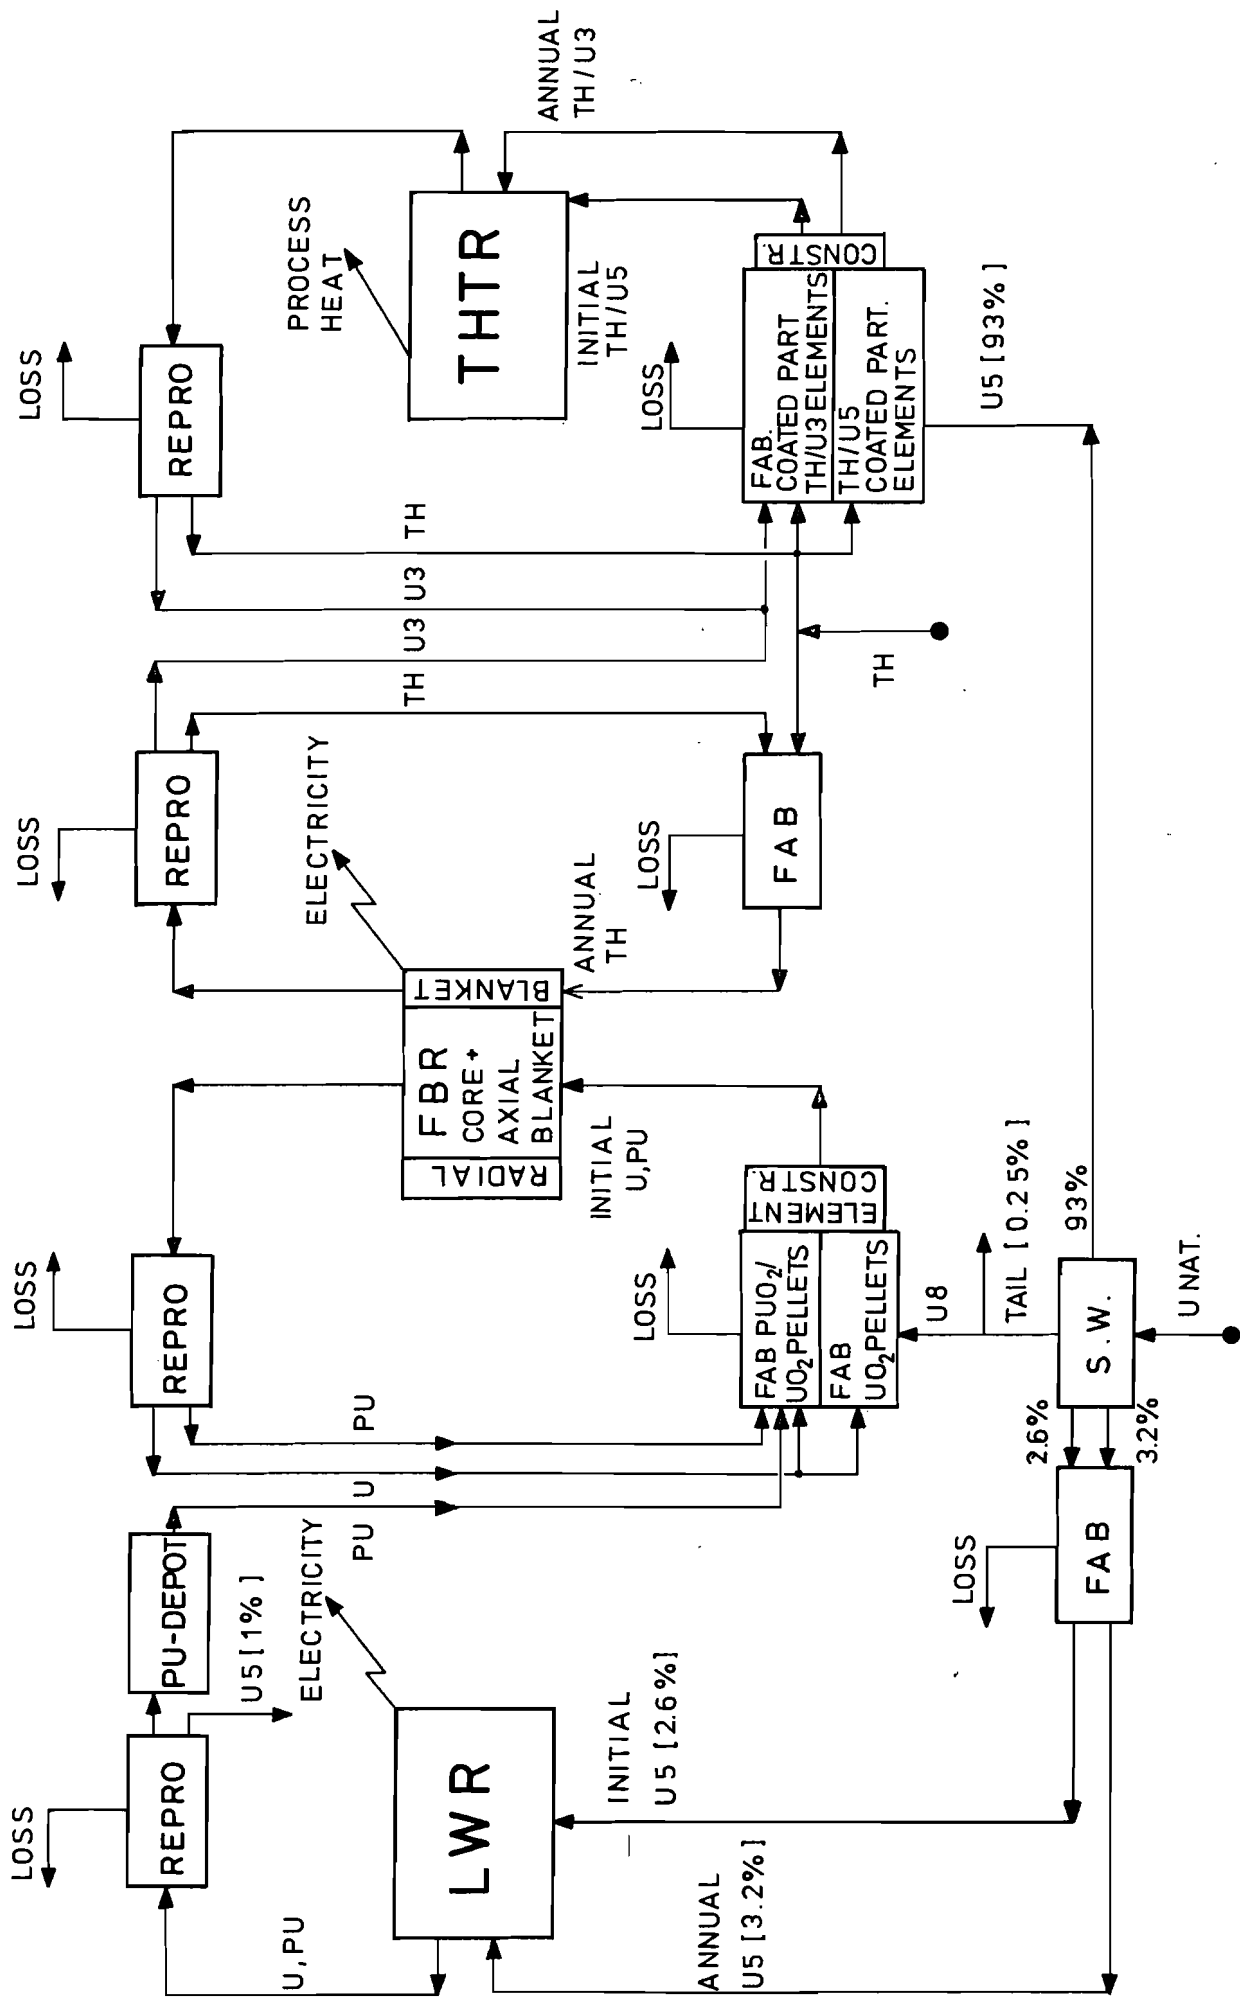 LOSS
REPRO
U, PU
PU-DEPOT
U5 [1%]
ELECTRICITY
LWR
INITIAL
U5 [2.6%]
ANNUAL
U5 [3.2%]
LOSS
FAB
2.6%
3.2%
S.W.
U NAT.
TAIL [0.25%]
93%
U8
LOSS
REPRO
PU
U
PU
FBR
CORE+
AXIAL
BLANKET
RADIAL
BLANKET
ELECTRICITY
INITIAL
U,PU
ANNUAL
TH
LOSS
FAB PUO2/
UO2PELLETS
FAB
UO2PELLETS
ELEMENT
CONSTR.
LOSS
REPRO
TH
U3
LOSS
FAB
TH
LOSS
REPRO
U3
TH
PROCESS
HEAT
THTR
INITIAL
TH/U5
ANNUAL
TH/U3
LOSS
FAB.
COATED PART
TH/U3 ELEMENTS
TH/U5
COATED PART.
ELEMENTS
CONSTR.
U5 [93%]